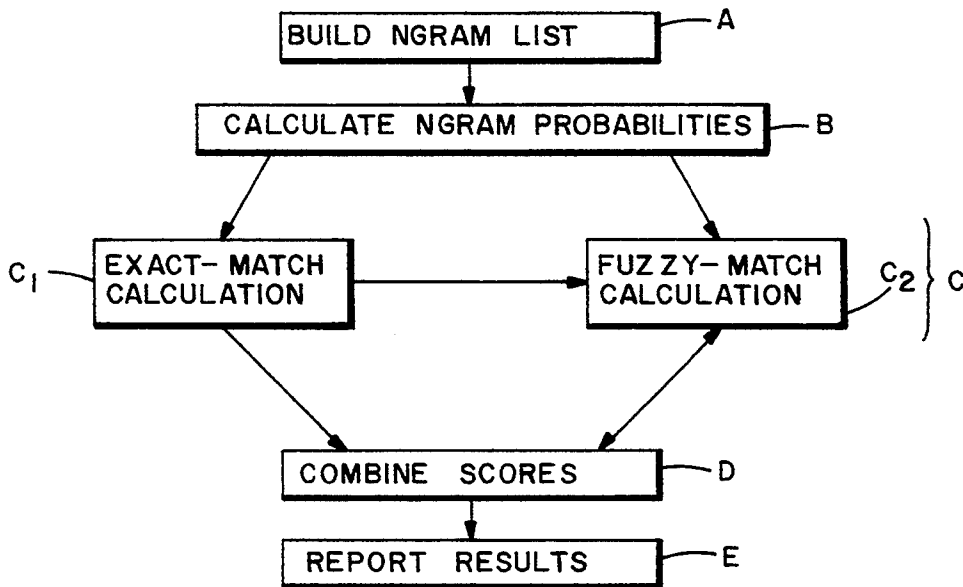 BUILD NGRAM LIST
A
CALCULATE NGRAM PROBABILITIES
B
C1
EXACT-MATCH
CALCULATION
FUZZY-MATCH
CALCULATION
C2
C
COMBINE SCORES
D
REPORT RESULTS
E